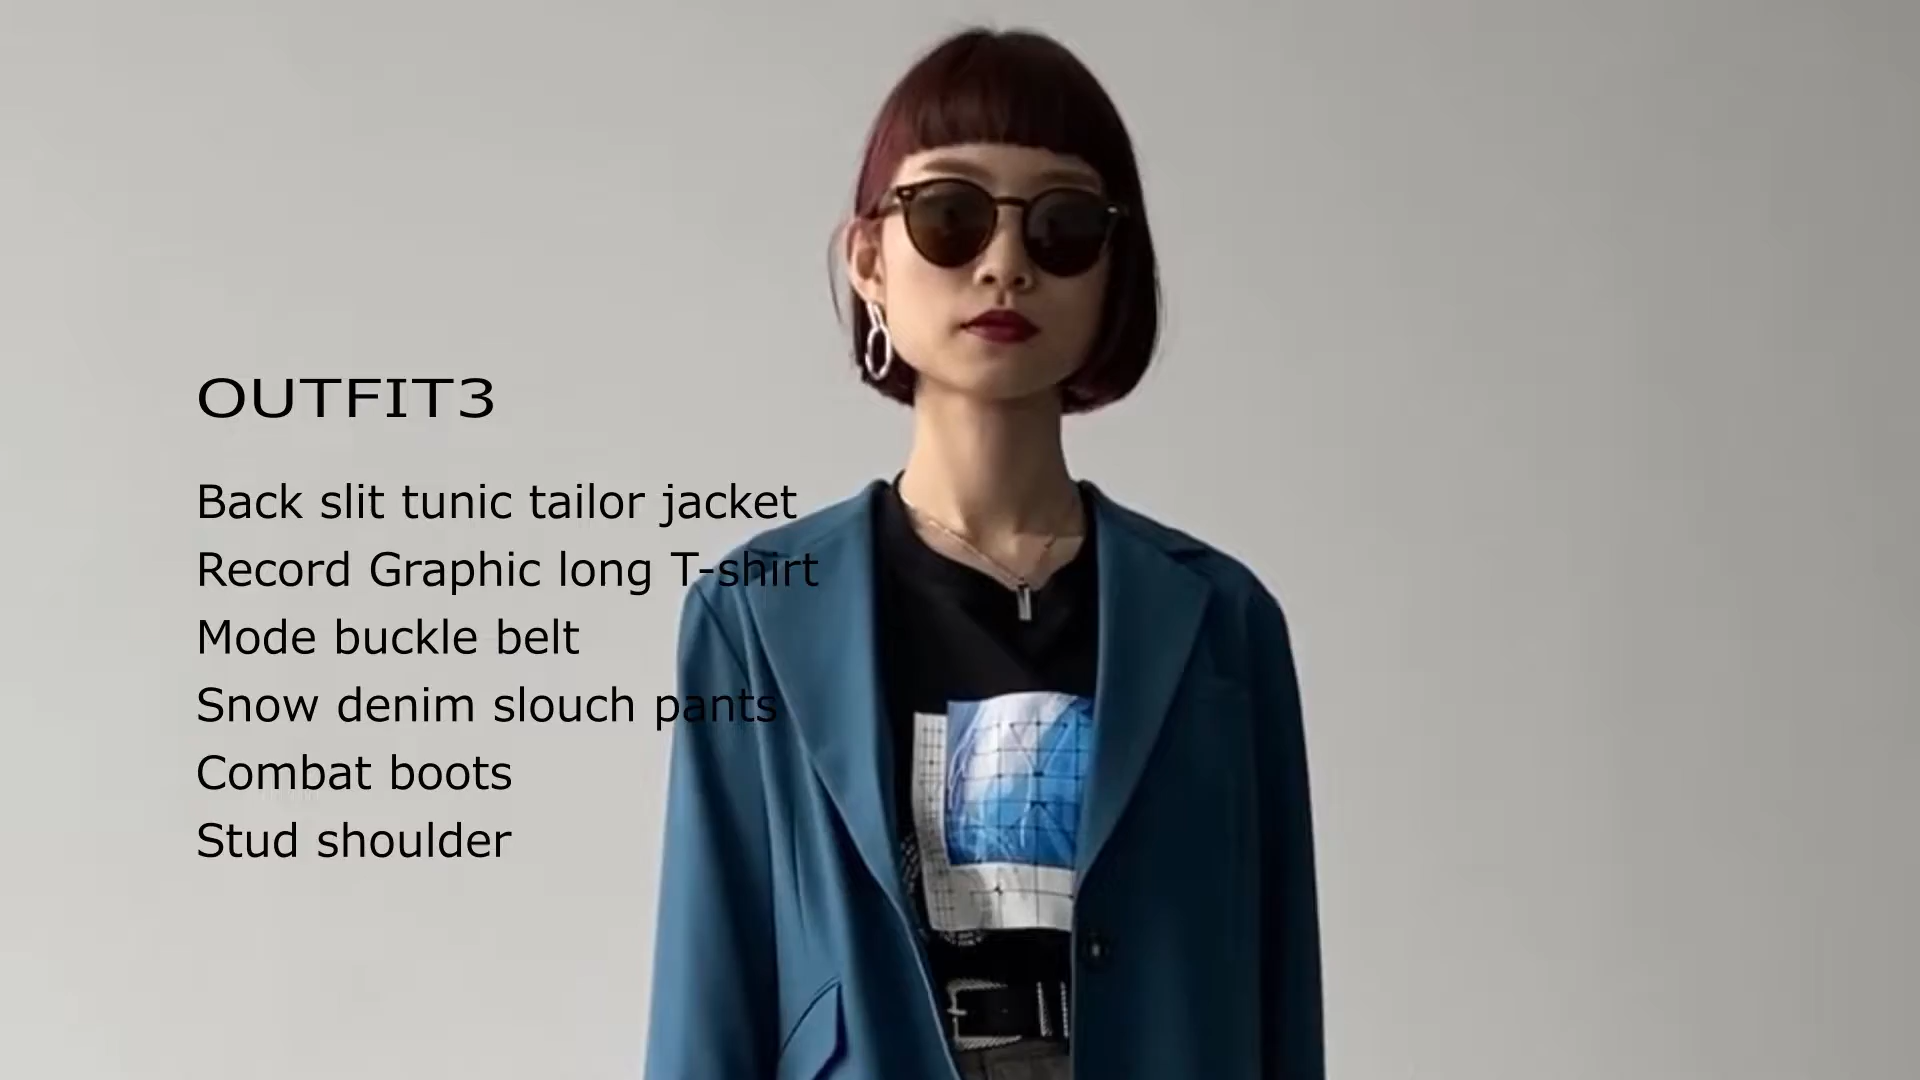 OUTFIT3
Back slit tunic tailor jacket
Record Graphic long T-shirt
Mode buckle belt
Snow denim slouch pants
Combat boots
Stud shoulder